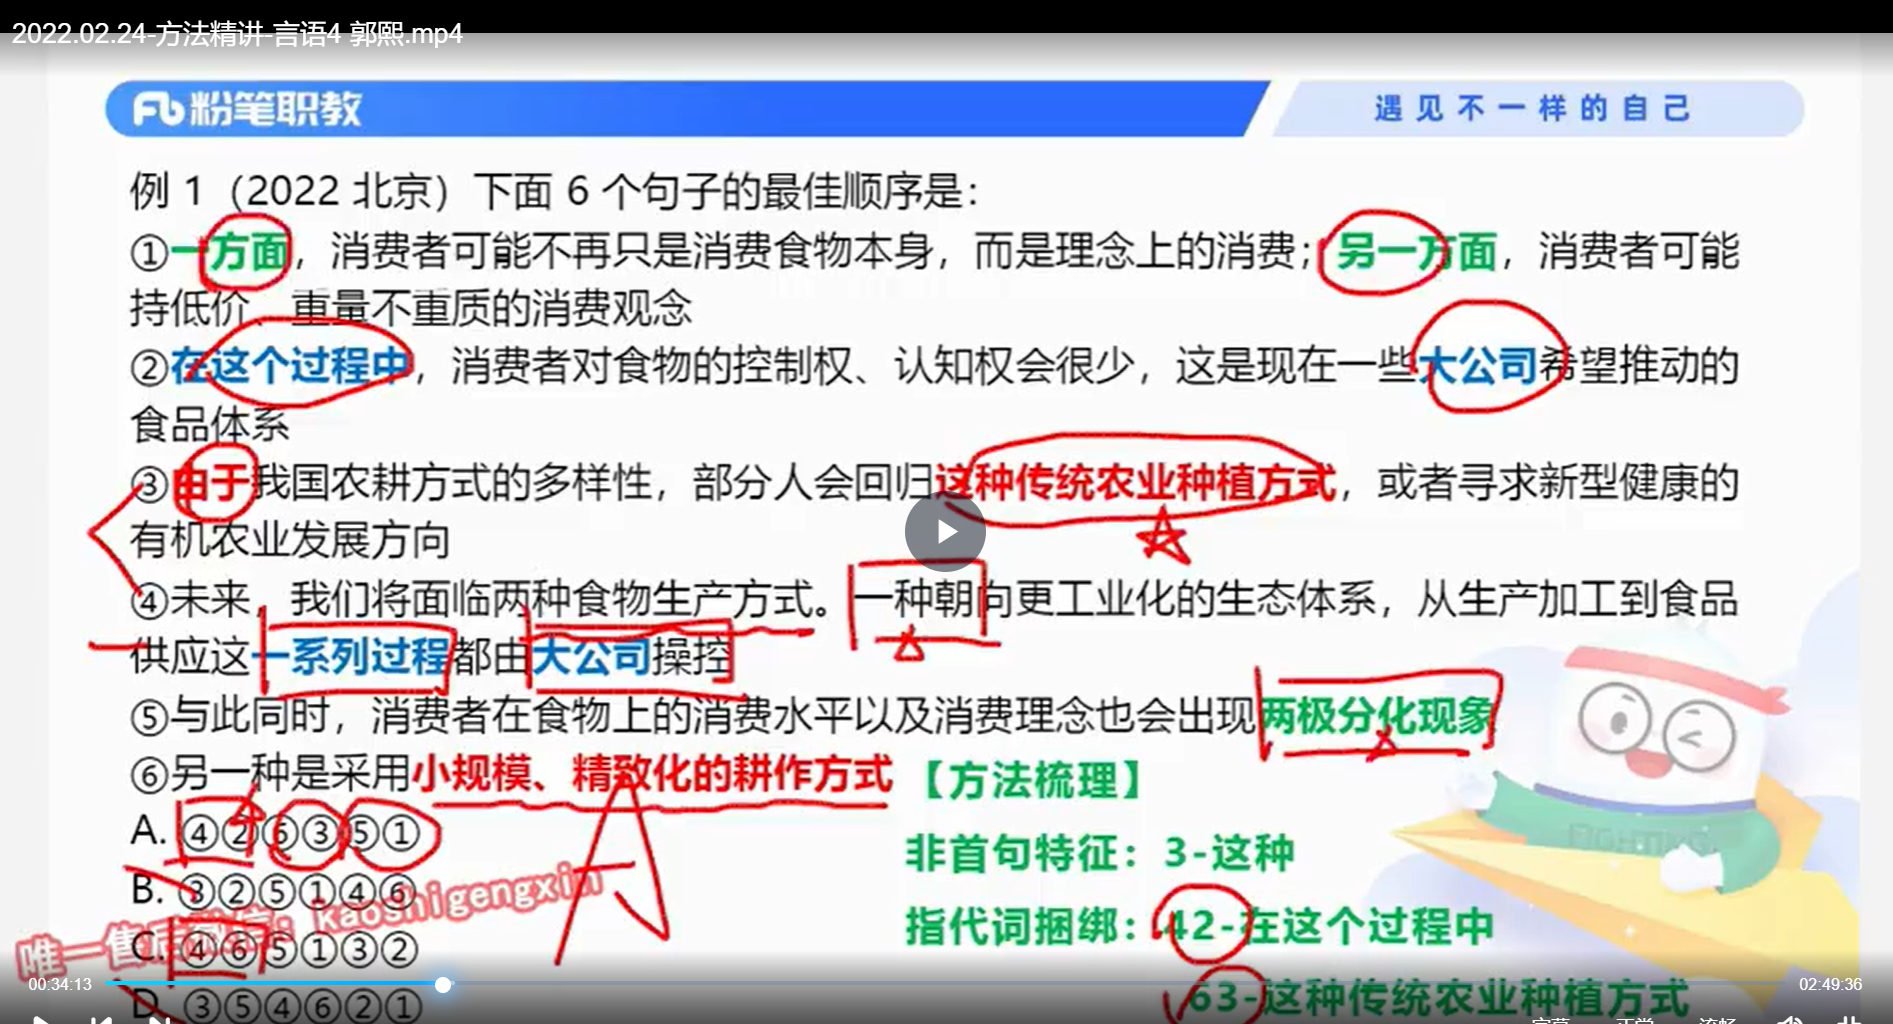 2022.02.24-方法精讲-言语4 郭熙.mp4
粉笔职教
遇见不一样的自己
例 1（2022 北京）下面 6 个句子的最佳顺序是：
①一方面，消费者可能不再只是消费食物本身，而是理念上的消费；另一方面，消费者可能
持低价、重量不重质的消费观念
②在这个过程中，消费者对食物的控制权、认知权会很少，这是现在一些大公司希望推动的
食品体系
③由于我国农耕方式的多样性，部分人会回归这种传统农业种植方式，或者寻求新型健康的
有机农业发展方向
④未来，我们将面临两种食物生产方式。一种朝向更工业化的生态体系，从生产加工到食品
供应这一系列过程都由大公司操控
⑤与此同时，消费者在食物上的消费水平以及消费理念也会出现两极分化现象
⑥另一种是采用小规模、精致化的耕作方式
【方法梳理】
A. ④②⑥③⑤①
非首句特征：3-这种
B. ③②⑤①④⑥
指代词捆绑：42-在这个过程中
C. ④⑥⑤①③②
63-这种传统农业种植方式
D. ③⑤④⑥②①
唯一售后微信：kaoshigengxin
00:34:13
02:49:36